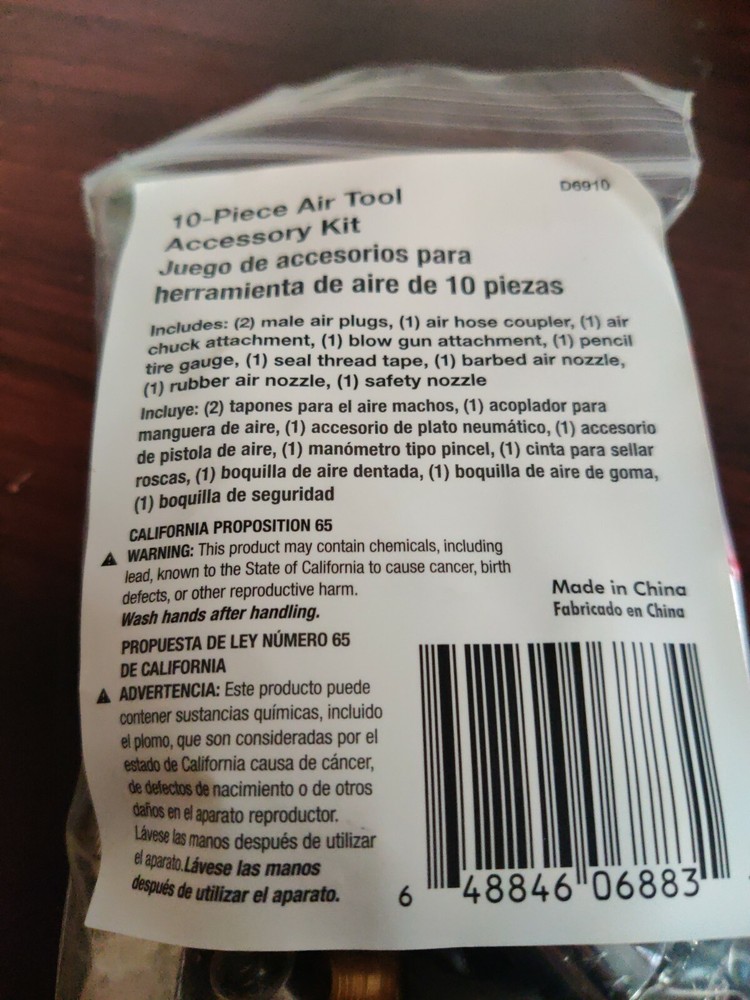 D6910
10-Piece Air Tool
Accessory Kit
Juego de accesorios para
herramienta de aire de 10 piezas
Includes: (2) male air plugs, (1) air hose coupler, (1) air
chuck attachment, (1) blow gun attachment, (1) pencil
tire gauge, (1) seal thread tape, (1) barbed air nozzle,
(1) rubber air nozzle, (1) safety nozzle
Incluye: (2) tapones para el aire machos, (1) acoplador para
manguera de aire, (1) accesorio de plato neumático, (1) accesorio
de pistola de aire, (1) manómetro tipo pincel, (1) cinta para sellar
roscas, (1) boquilla de aire dentada, (1) boquilla de aire de goma,
(1) boquilla de seguridad
CALIFORNIA PROPOSITION 65
WARNING: This product may contain chemicals, including
lead, known to the State of California to cause cancer, birth
defects, or other reproductive harm.
Wash hands after handling.
Made in China
Fabricado en China
PROPUESTA DE LEY NÚMERO 65
DE CALIFORNIA
ADVERTENCIA: Este producto puede
contener sustancias químicas, incluido
el plomo, que son consideradas por el
estado de California causa de cáncer,
de defectos de nacimiento o de otros
daños en el aparato reproductor.
Lávese las manos después de utilizar
el aparato.Lávese las manos
después de utilizar el aparato.
6 48846 06883